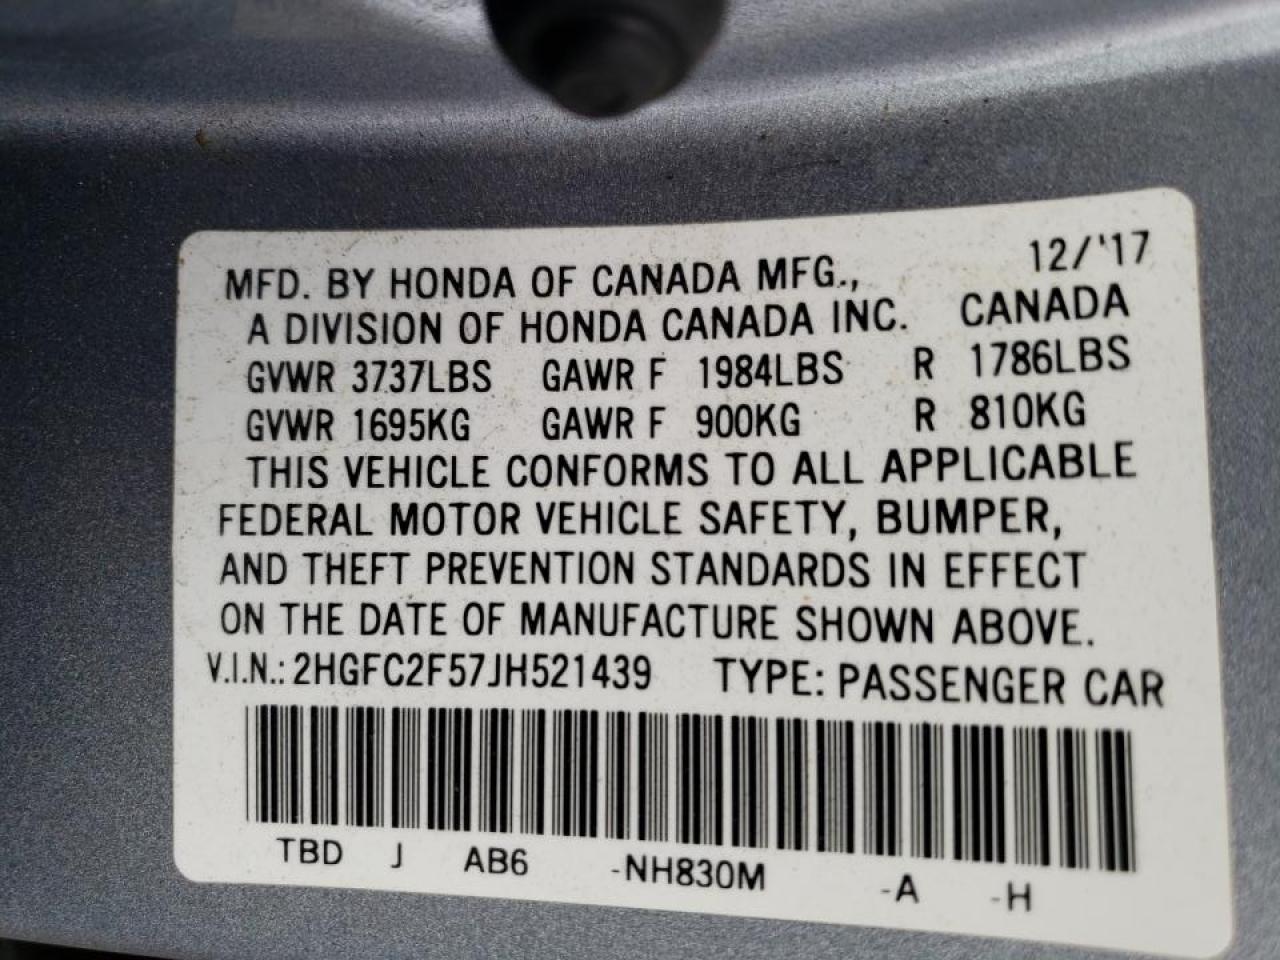 12/'17
MFD. BY HONDA OF CANADA MFG.,
A DIVISION OF HONDA CANADA INC. CANADA
GVWR 3737LBS GAWR F 1984LBS R 1786LBS
GVWR 1695KG GAWR F 900KG R 810KG
THIS VEHICLE CONFORMS TO ALL APPLICABLE
FEDERAL MOTOR VEHICLE SAFETY, BUMPER,
AND THEFT PREVENTION STANDARDS IN EFFECT
ON THE DATE OF MANUFACTURE SHOWN ABOVE.
V.I.N.: 2HGFC2F57JH521439 TYPE: PASSENGER CAR
TBD J AB6 -NH830M -A -H